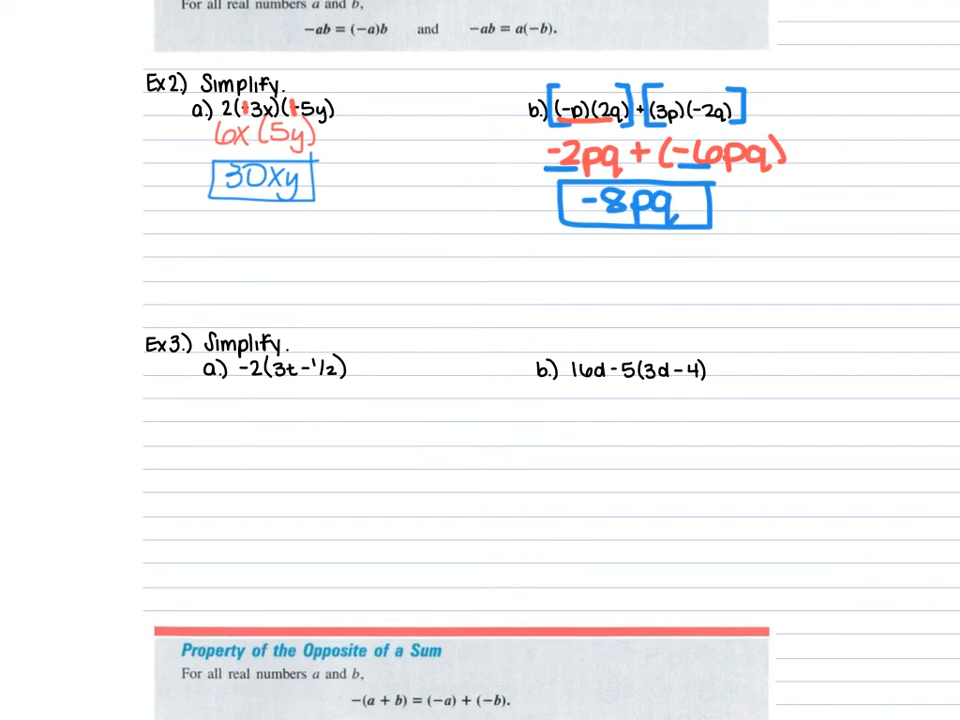 For all real numbers a and b,
-ab = (-a)b and -ab = a(-b).
Ex2.) Simplify.
a.) 2(-3x)(-5y)
6x(5y)
30xy
b.) [(-p)(2q)] + [(3p)(-2q)]
-2pq + (-6pq)
-8pq
Ex3.) Simplify.
a.) -2(3t - 1/2)
b.) 16d - 5(3d - 4)
Property of the Opposite of a Sum
For all real numbers a and b,
-(a + b) = (-a) + (-b).